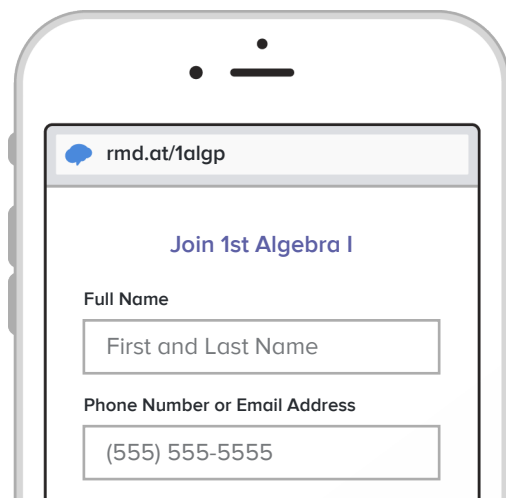 rmd.at/1algp
Join 1st Algebra I
Full Name
First and Last Name
Phone Number or Email Address
(555) 555-5555